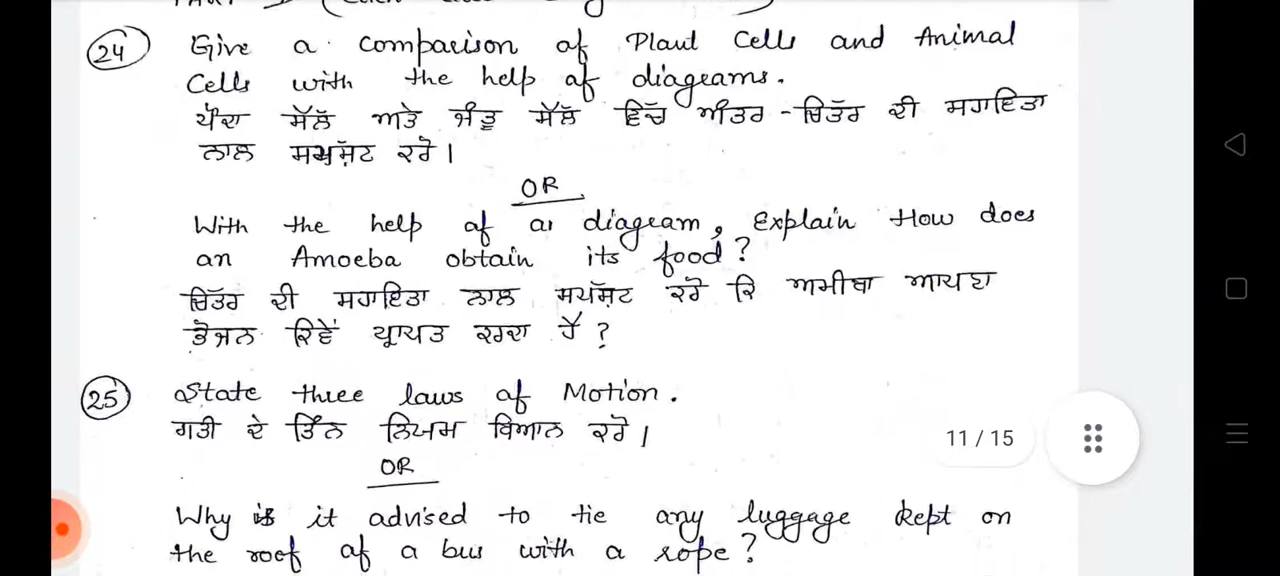 24 Give a comparison of Plant Cells and Animal
Cells with the help of diagrams.
ਪੌਦਾ ਸੈੱਲ ਅਤੇ ਜੰਤੂ ਸੈੱਲ ਵਿੱਚ ਅੰਤਰ - ਚਿੱਤਰ ਦੀ ਸਹਾਇਤਾ
ਨਾਲ ਸਪਸ਼ੱਟ ਕਰੋ।
OR
With the help of a diagram, Explain How does
an Amoeba obtain its food?
ਚਿੱਤਰ ਦੀ ਸਹਾਇਤਾ ਨਾਲ ਸਪੱਸ਼ਟ ਕਰੋ ਕਿ ਅਮੀਬਾ ਆਪਣਾ
ਭੋਜਨ ਕਿਵੇਂ ਪ੍ਰਾਪਤ ਕਰਦਾ ਹੈ?
25 State three laws of Motion.
ਗਤੀ ਦੇ ਤਿੰਨ ਨਿਯਮ ਬਿਆਨ ਕਰੋ।
11 / 15
OR
Why is it advised to tie any luggage kept on
the roof of a bus with a rope?